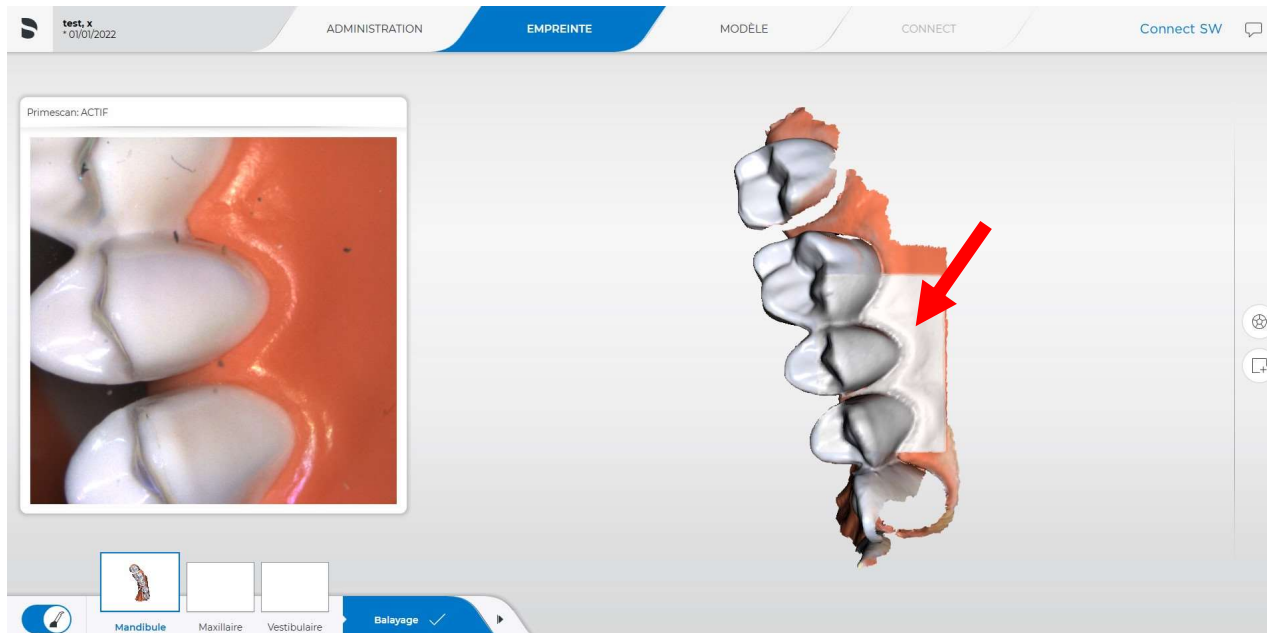 test, x
* 01/01/2022
ADMINISTRATION
EMPREINTE
MODÈLE
CONNECT
Connect SW
Primescan: ACTIF
Mandibule
Maxillaire
Vestibulaire
Balayage